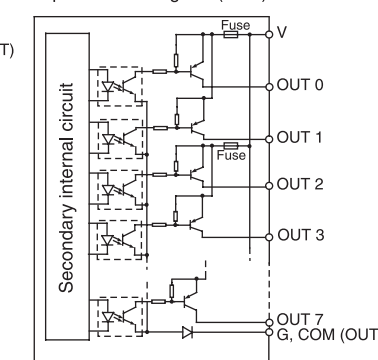 Fuse
V
T)
OUT 0
Secondary internal circuit
OUT 1
Fuse
OUT 2
OUT 3
OUT 7
G, COM (OUT